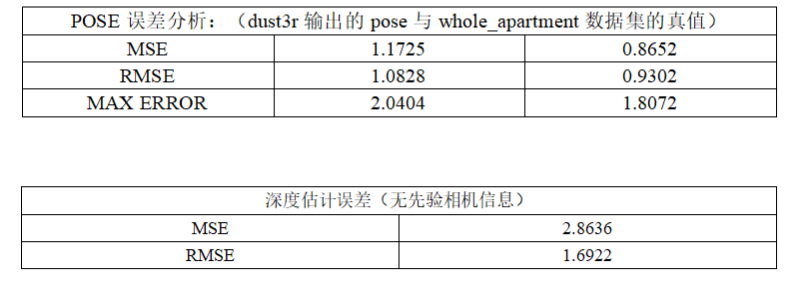 POSE 误差分析：（dust3r 输出的 pose 与 whole_apartment 数据集的真值）
MSE 1.1725 0.8652
RMSE 1.0828 0.9302
MAX ERROR 2.0404 1.8072
深度估计误差（无先验相机信息）
MSE 2.8636
RMSE 1.6922